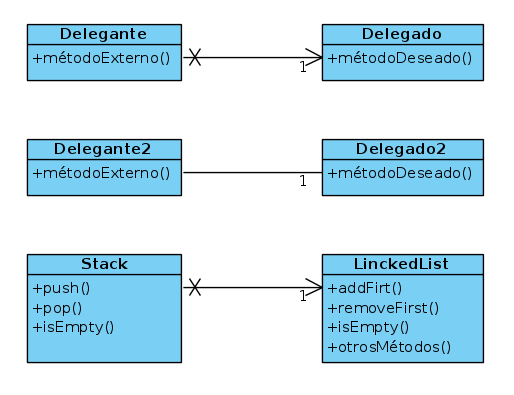 Delegante
+métodoExterno()
Delegado
+métodoDeseado()
1
Delegante2
+métodoExterno()
Delegado2
+métodoDeseado()
1
Stack
+push()
+pop()
+isEmpty()
LinckedList
+addFirt()
+removeFirst()
+isEmpty()
+otrosMétodos()
1